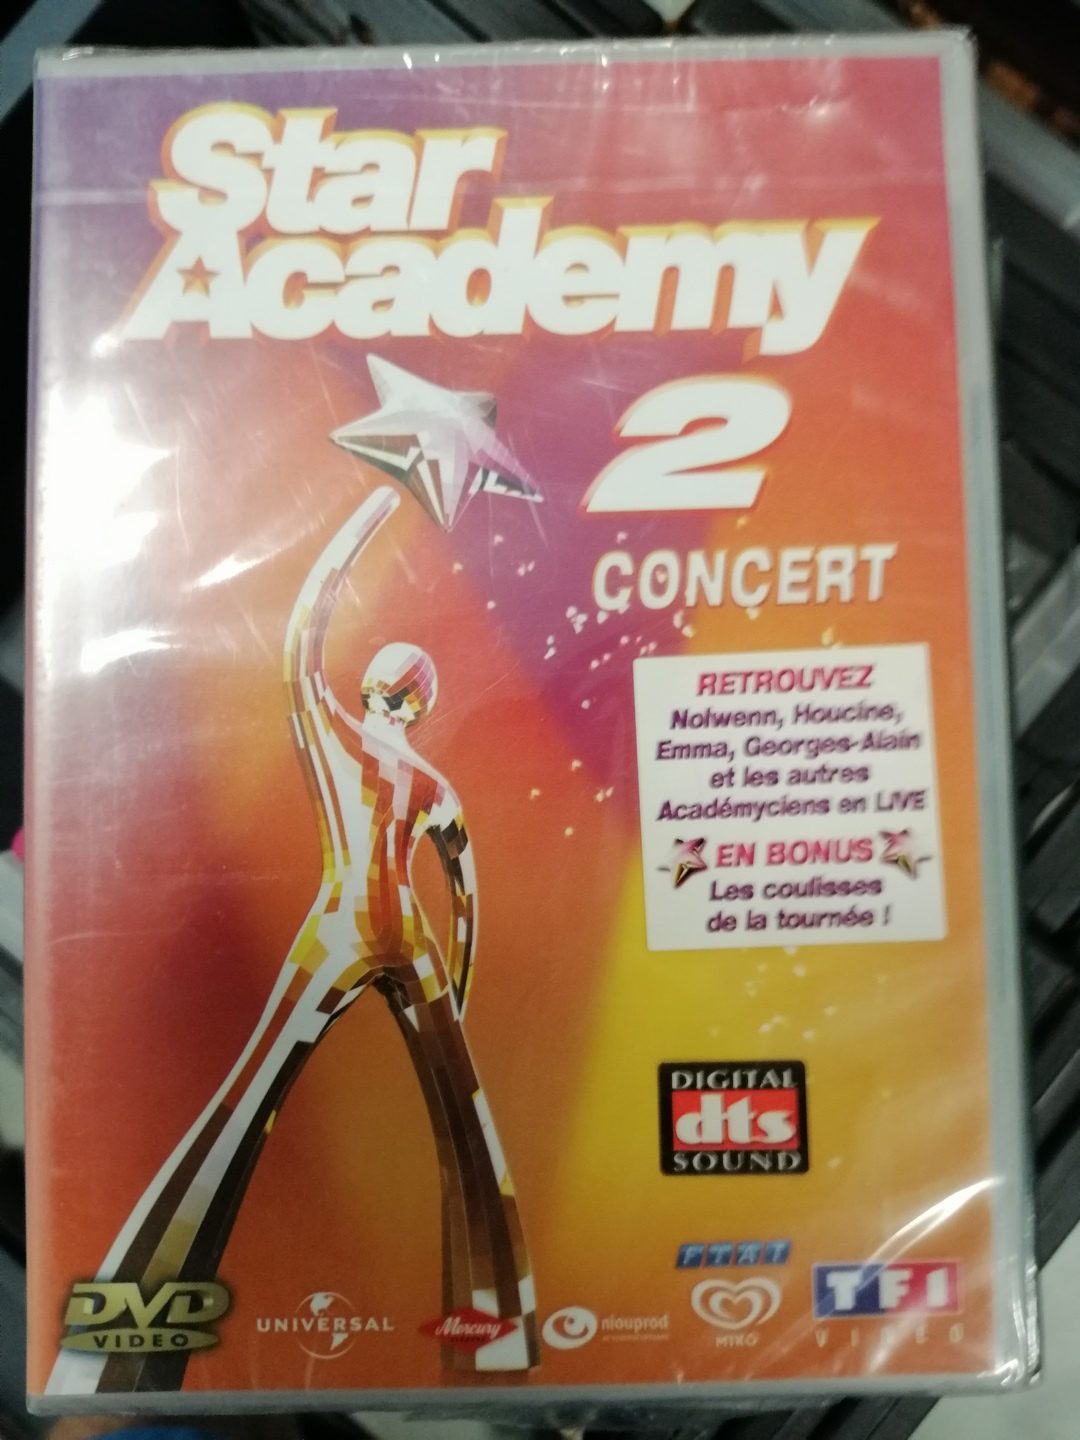 Star
Academy
2
CONCERT
RETROUVEZ
Nolwenn, Houcine,
Emma, Georges-Alain
et les autres
Académyciens en LIVE
EN BONUS
Les coulisses
de la tournée !
DIGITAL
dts
SOUND
DVD
VIDEO
UNIVERSAL
Mercury
niouprod
MIKO
TF1
VIDEO